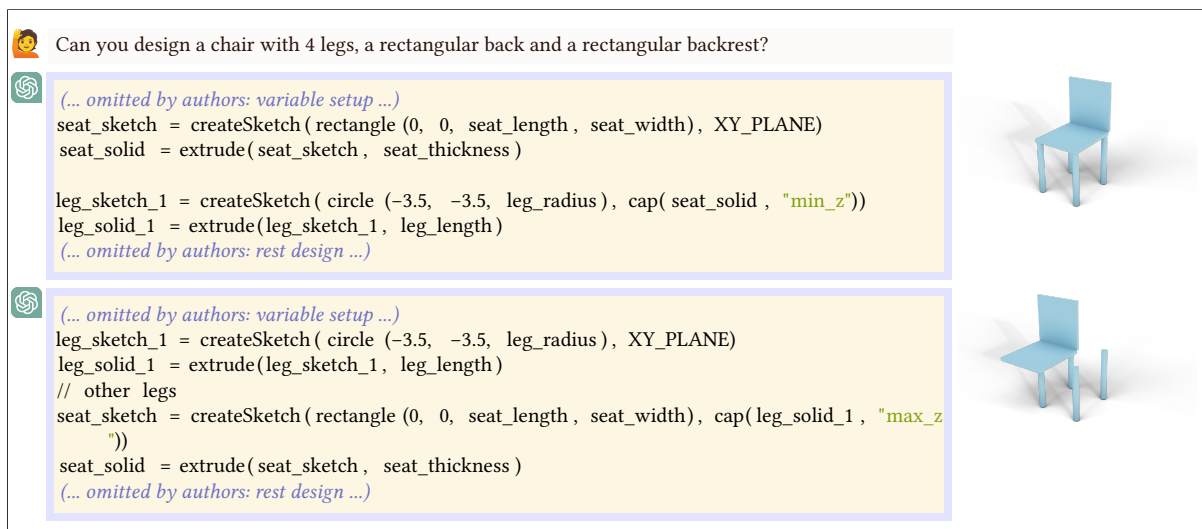 Can you design a chair with 4 legs, a rectangular back and a rectangular backrest?
(... omitted by authors: variable setup ...)
seat_sketch = createSketch(rectangle (0, 0, seat_length, seat_width), XY_PLANE)
seat_solid = extrude(seat_sketch, seat_thickness)
leg_sketch_1 = createSketch( circle (−3.5, −3.5, leg_radius), cap( seat_solid, "min_z"))
leg_solid_1 = extrude(leg_sketch_1, leg_length)
(... omitted by authors: rest design ...)
(... omitted by authors: variable setup ...)
leg_sketch_1 = createSketch( circle (−3.5, −3.5, leg_radius), XY_PLANE)
leg_solid_1 = extrude(leg_sketch_1, leg_length)
// other legs
seat_sketch = createSketch(rectangle (0, 0, seat_length, seat_width), cap(leg_solid_1, "max_z
"))
seat_solid = extrude(seat_sketch, seat_thickness)
(... omitted by authors: rest design ...)